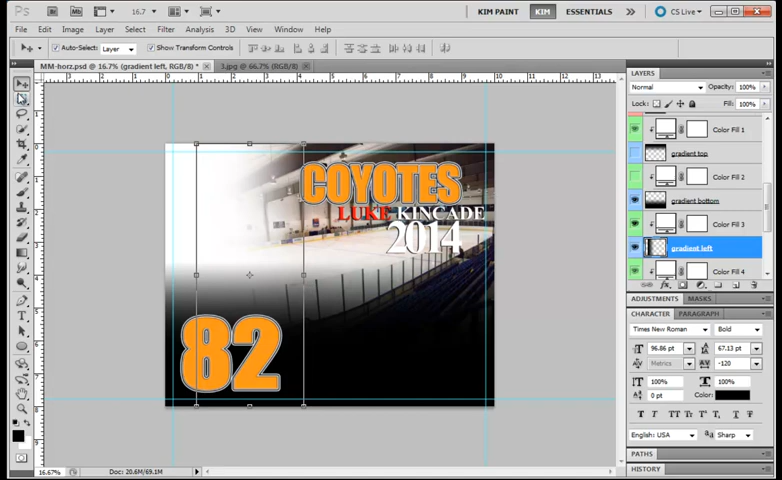 Ps Br Mb 16.7 KIM PAINT KIM ESSENTIALS CS Live
File Edit Image Layer Select Filter Analysis 3D View Window Help
Auto-Select: Layer Show Transform Controls
MM-horz.psd @ 16.7% (gradient left, RGB/8) * 3.jpg @ 66.7% (RGB/8)
COYOTES
LUKE KINCADE
2014
82
LAYERS
Normal Opacity: 100%
Lock: Fill: 100%
Color Fill 1
gradient top
Color Fill 2
gradient bottom
Color Fill 3
gradient left
Color Fill 4
ADJUSTMENTS MASKS
CHARACTER PARAGRAPH
Times New Roman Bold
96.86 pt 67.13 pt
Metrics -120
100% 100%
0 pt Color:
English: USA Sharp
PATHS
HISTORY
16.67% Doc: 20.6M/69.1M